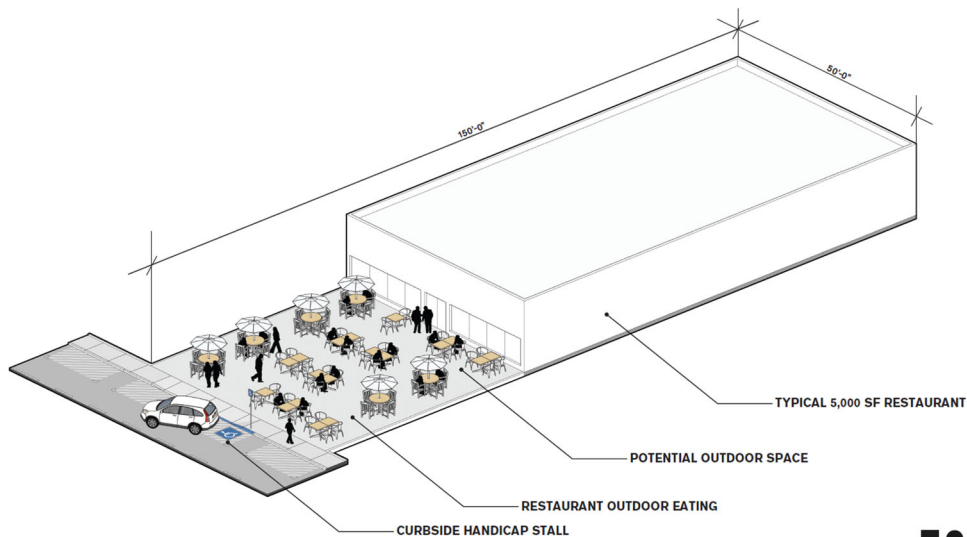 150'-0"
50'-0"
TYPICAL 5,000 SF RESTAURANT
POTENTIAL OUTDOOR SPACE
RESTAURANT OUTDOOR EATING
CURBSIDE HANDICAP STALL